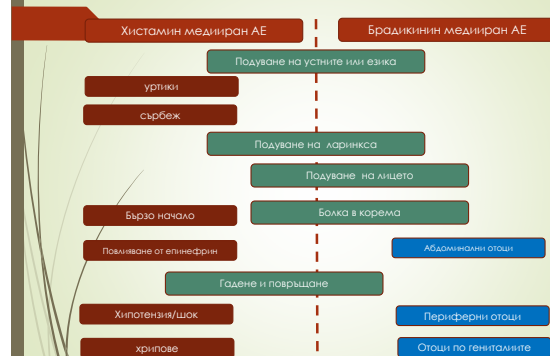 Хистамин медииран АЕ
Брадикинин медииран АЕ
Подуване на устните или езика
уртики
сърбеж
Подуване на ларинкса
Подуване на лицето
Бързо начало
Болка в корема
Повлияване от епинефрин
Абдоминални отоци
Гадене и повръщане
Хипотензия/шок
Периферни отоци
хрипове
Отоци по гениталиите